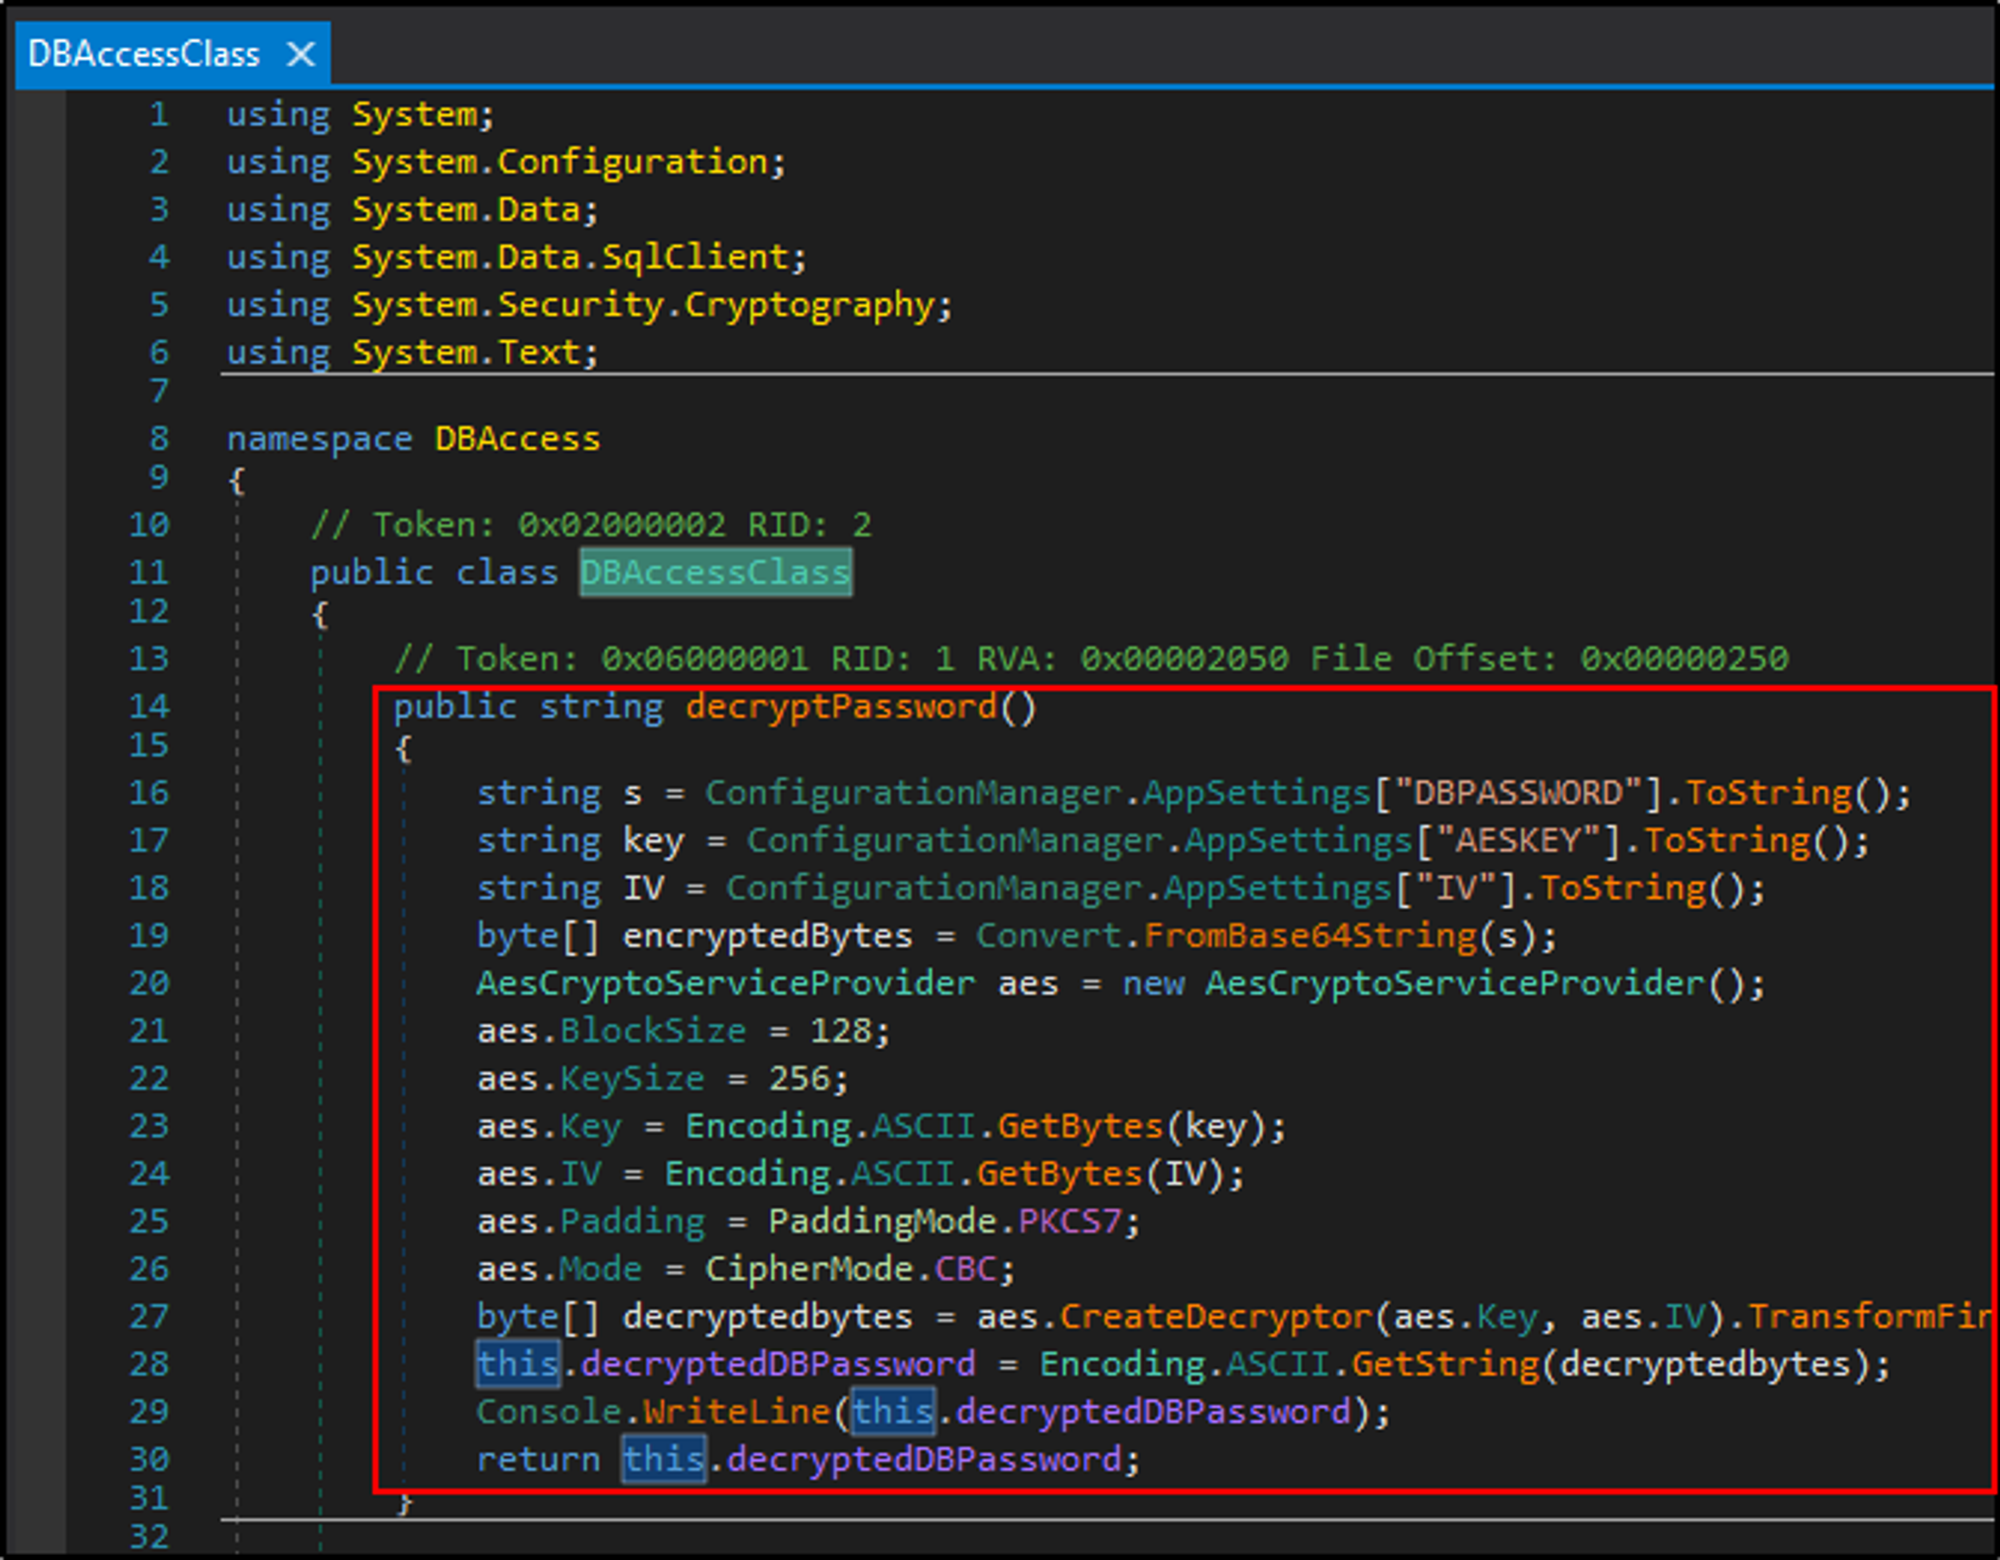 DBAccessClass ×
1 using System;
2 using System.Configuration;
3 using System.Data;
4 using System.Data.SqlClient;
5 using System.Security.Cryptography;
6 using System.Text;
7
8 namespace DBAccess
9 {
10 // Token: 0x02000002 RID: 2
11 public class DBAccessClass
12 {
13 // Token: 0x06000001 RID: 1 RVA: 0x00002050 File Offset: 0x00000250
14 public string decryptPassword()
15 {
16 string s = ConfigurationManager.AppSettings["DBPASSWORD"].ToString();
17 string key = ConfigurationManager.AppSettings["AESKEY"].ToString();
18 string IV = ConfigurationManager.AppSettings["IV"].ToString();
19 byte[] encryptedBytes = Convert.FromBase64String(s);
20 AesCryptoServiceProvider aes = new AesCryptoServiceProvider();
21 aes.BlockSize = 128;
22 aes.KeySize = 256;
23 aes.Key = Encoding.ASCII.GetBytes(key);
24 aes.IV = Encoding.ASCII.GetBytes(IV);
25 aes.Padding = PaddingMode.PKCS7;
26 aes.Mode = CipherMode.CBC;
27 byte[] decryptedbytes = aes.CreateDecryptor(aes.Key, aes.IV).TransformFin
28 this.decryptedDBPassword = Encoding.ASCII.GetString(decryptedbytes);
29 Console.WriteLine(this.decryptedDBPassword);
30 return this.decryptedDBPassword;
31 }
32